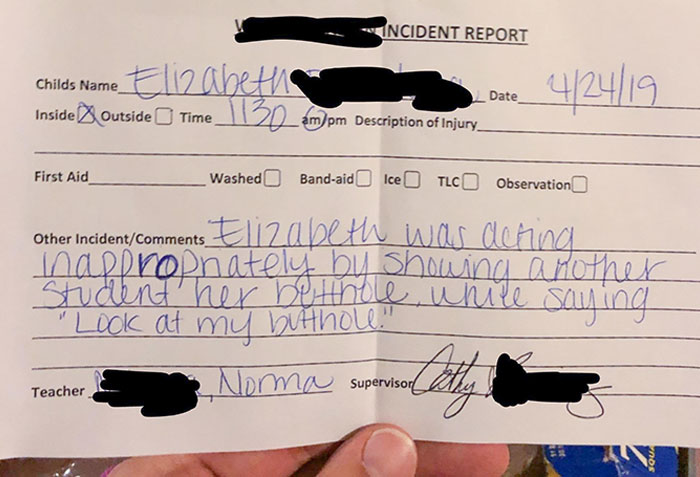 INCIDENT REPORT
Childs Name Elizabeth Date 4/24/19
Inside Outside Time 1130 am/pm Description of Injury
First Aid Washed Band-aid Ice TLC Observation
Other Incident/Comments Elizabeth was acting
inappropriately by showing another
student her butthole, while saying
"Look at my butthole."
Teacher , Norma Supervisor Cathy